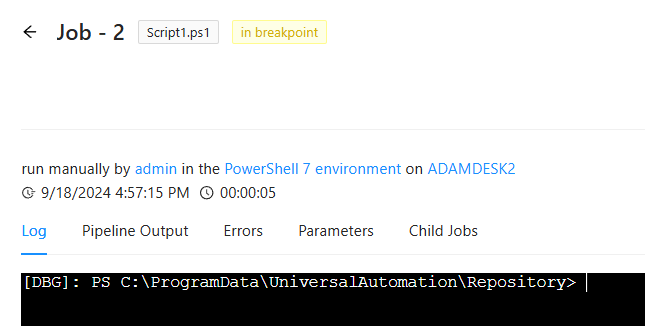 Job - 2 Script1.ps1 in breakpoint
run manually by admin in the PowerShell 7 environment on ADAMDESK2
9/18/2024 4:57:15 PM 00:00:05
Log Pipeline Output Errors Parameters Child Jobs
[DBG]: PS C:\ProgramData\UniversalAutomation\Repository>